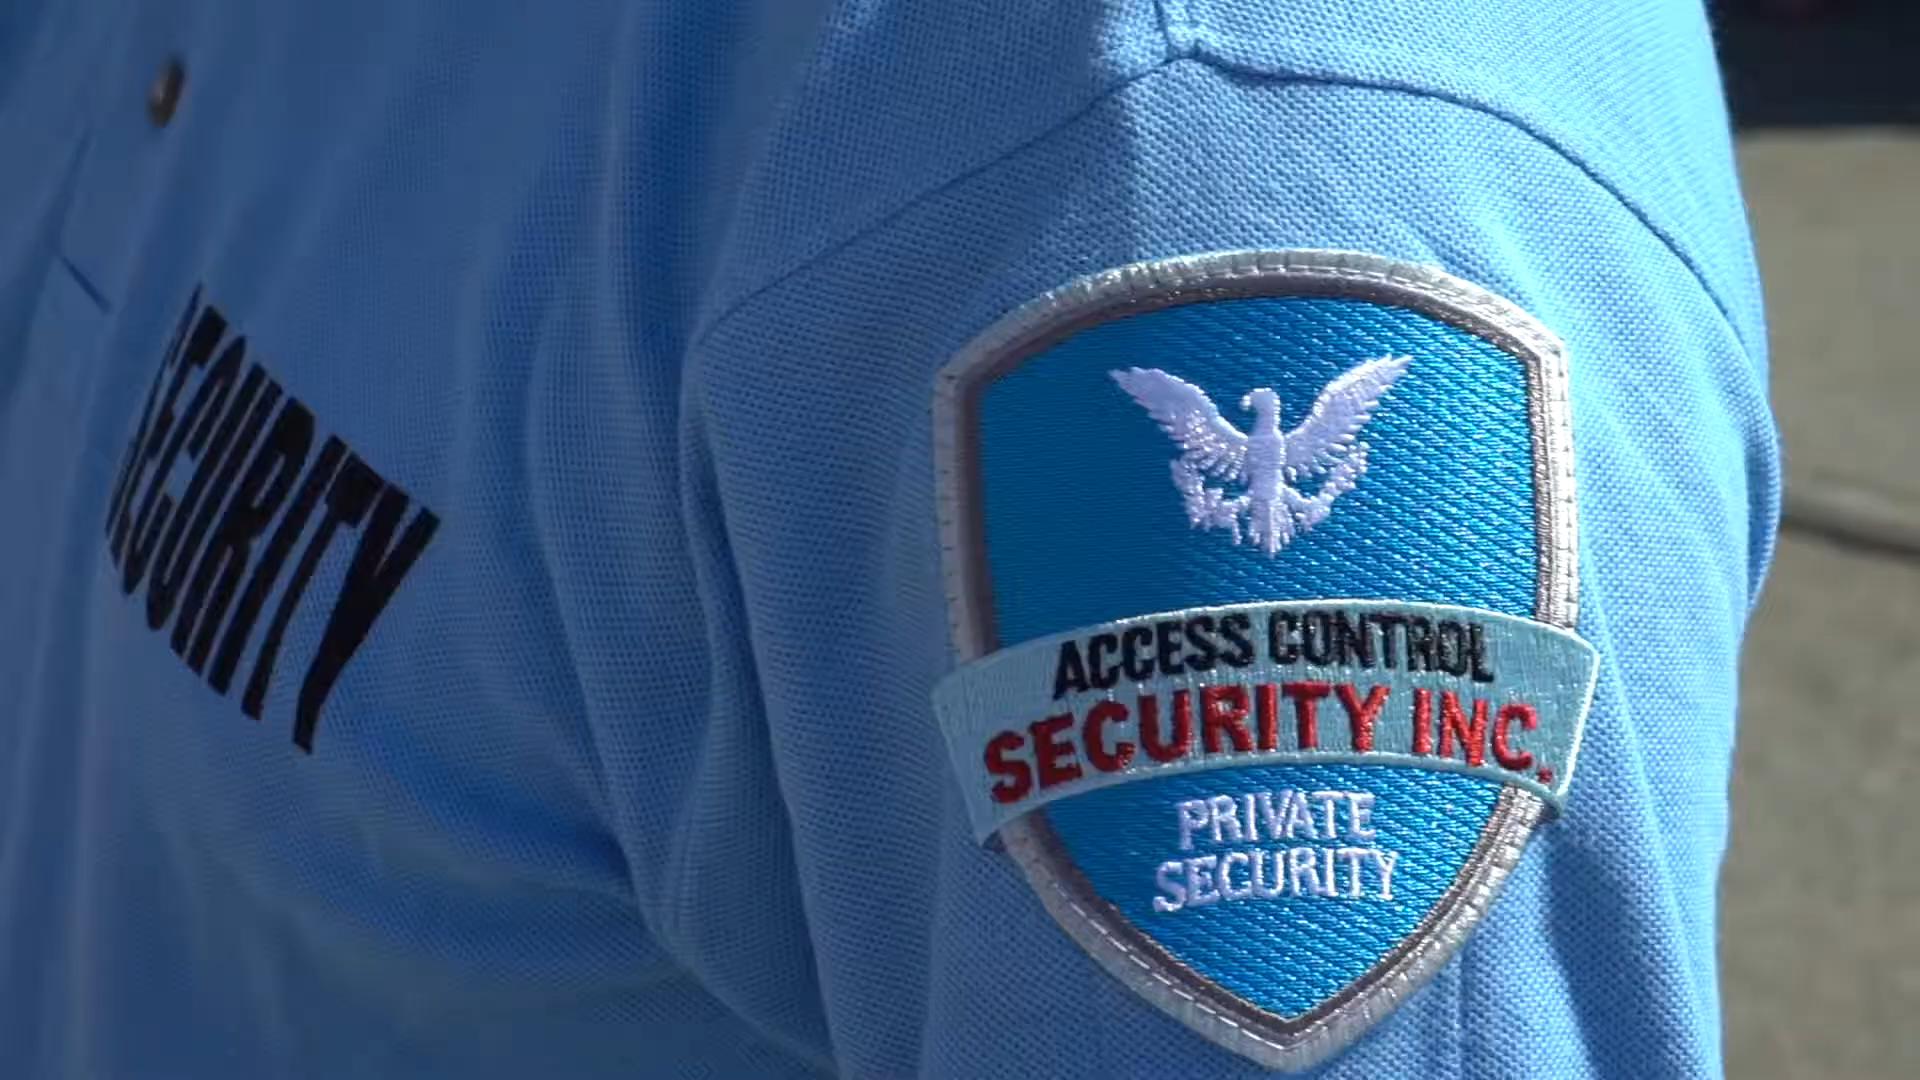 SECURITY
ACCESS CONTROL
SECURITY INC.
PRIVATE
SECURITY